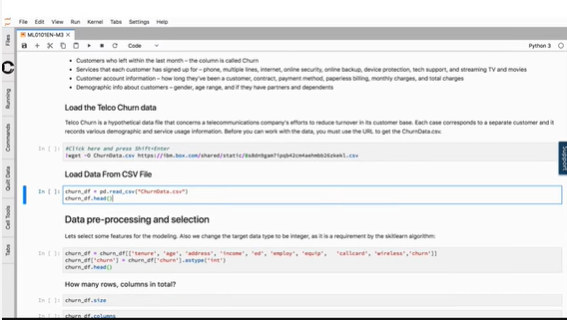 File Edit View Run Kernel Tabs Settings Help
ML0101EN-M3
Code
Python 3
Files
Running
Commands
Quilt Data
Cell Tools
Tabs
Support
Customers who left within the last month – the column is called Churn
Services that each customer has signed up for – phone, multiple lines, internet, online security, online backup, device protection, tech support, and streaming TV and movies
Customer account information – how long they've been a customer, contract, payment method, paperless billing, monthly charges, and total charges
Demographic info about customers – gender, age range, and if they have partners and dependents
Load the Telco Churn data
Telco Churn is a hypothetical data file that concerns a telecommunications company's efforts to reduce turnover in its customer base. Each case corresponds to a separate customer and it
records various demographic and service usage information. Before you can work with the data, you must use the URL to get the ChurnData.csv.
In [ ]: #Click here and press Shift+Enter
!wget -O ChurnData.csv
Load Data From CSV File
In [ ]: churn_df = pd.read_csv("ChurnData.csv")
churn_df.head()
Data pre-processing and selection
Lets select some features for the modeling. Also we change the target data type to be integer, as it is a requirement by the skitlearn algorithm:
In [ ]: churn_df = churn_df[['tenure', 'age', 'address', 'income', 'ed', 'employ', 'equip', 'callcard', 'wireless','churn']]
churn_df['churn'] = churn_df['churn'].astype('int')
churn_df.head()
How many rows, columns in total?
In [ ]: churn_df.size
In [ ]: churn_df.columns